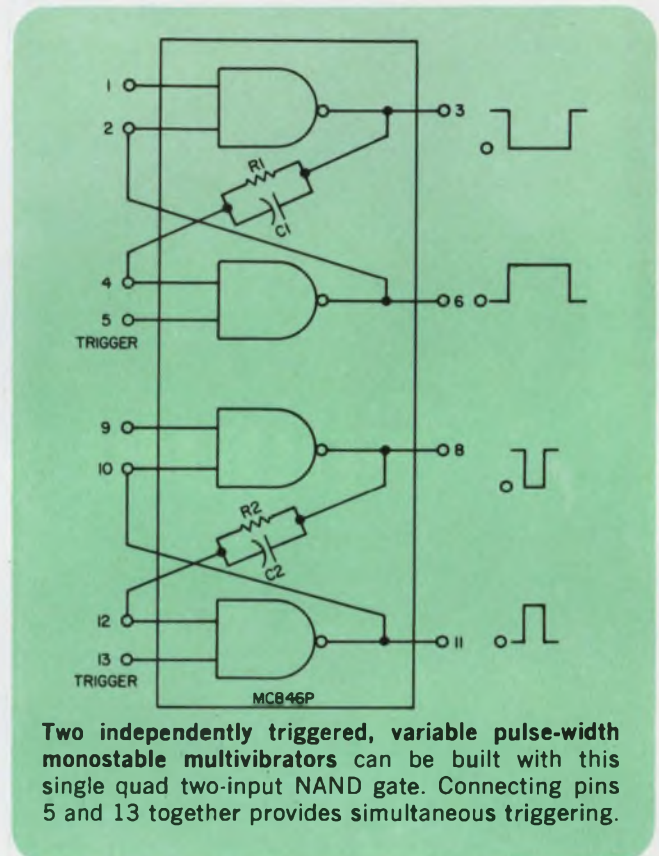 1
2
3
R1
C1
4
5
TRIGGER
6
9
10
8
R2
C2
12
13
TRIGGER
11
MC846P
Two independently triggered, variable pulse-width
monostable multivibrators can be built with this
single quad two-input NAND gate. Connecting pins
5 and 13 together provides simultaneous triggering.